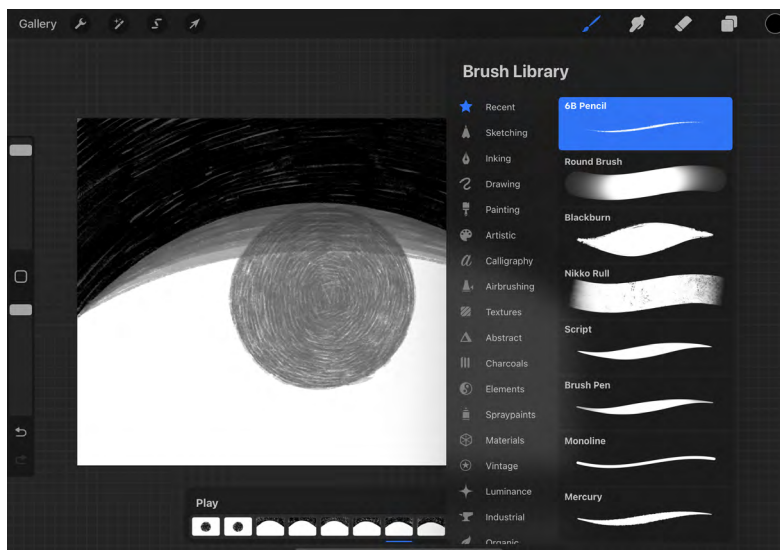 Gallery
Brush Library
Recent
Sketching
Inking
Drawing
Painting
Artistic
Calligraphy
Airbrushing
Textures
Abstract
Charcoals
Elements
Spraypaints
Materials
Vintage
Luminance
Industrial
Organic
6B Pencil
Round Brush
Blackburn
Nikko Rull
Script
Brush Pen
Monoline
Mercury
Play